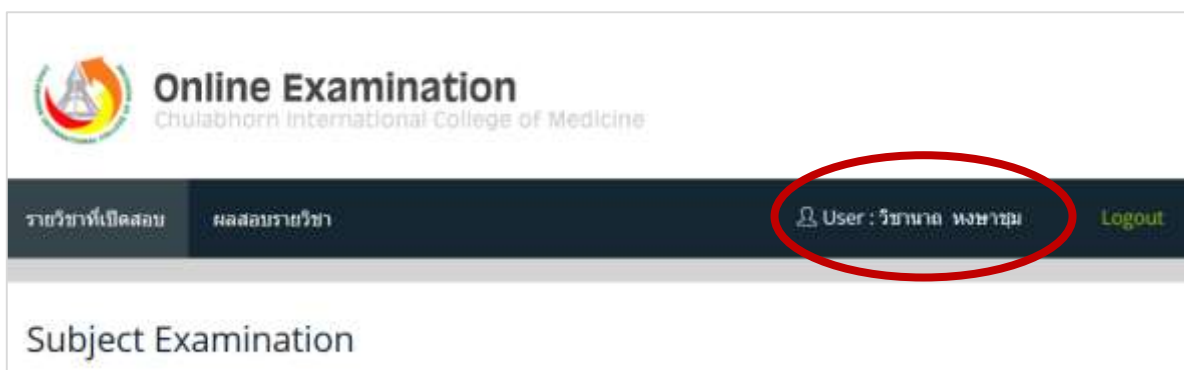 Online Examination
Chulabhorn International College of Medicine
รายวิชาที่เปิดสอบ ผลสอบรายวิชา User : วิชานาถ หงษาชุม Logout
Subject Examination